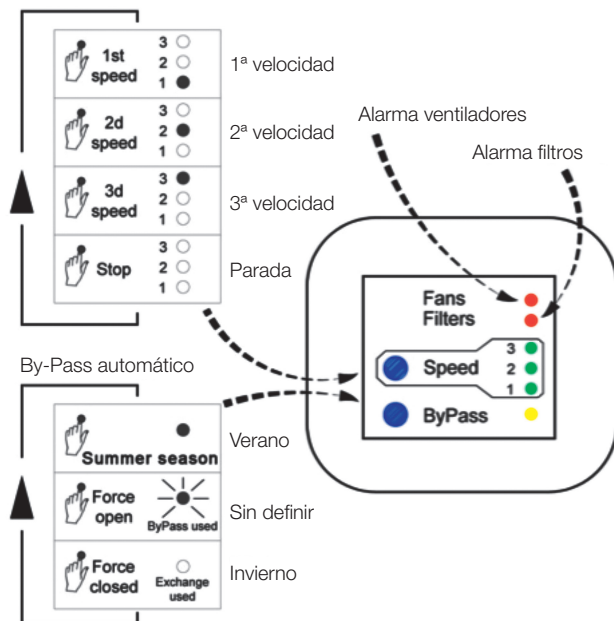 3
1st
speed
2
1
1ª velocidad
3
2d
speed
2
1
2ª velocidad
3
3d
speed
2
1
3ª velocidad
3
Stop
2
1
Parada
Alarma ventiladores
Alarma filtros
Fans
Filters
Speed
3
2
1
ByPass
By-Pass automático
Summer season
Verano
Force
open
ByPass used
Sin definir
Force
closed
Exchange
used
Invierno